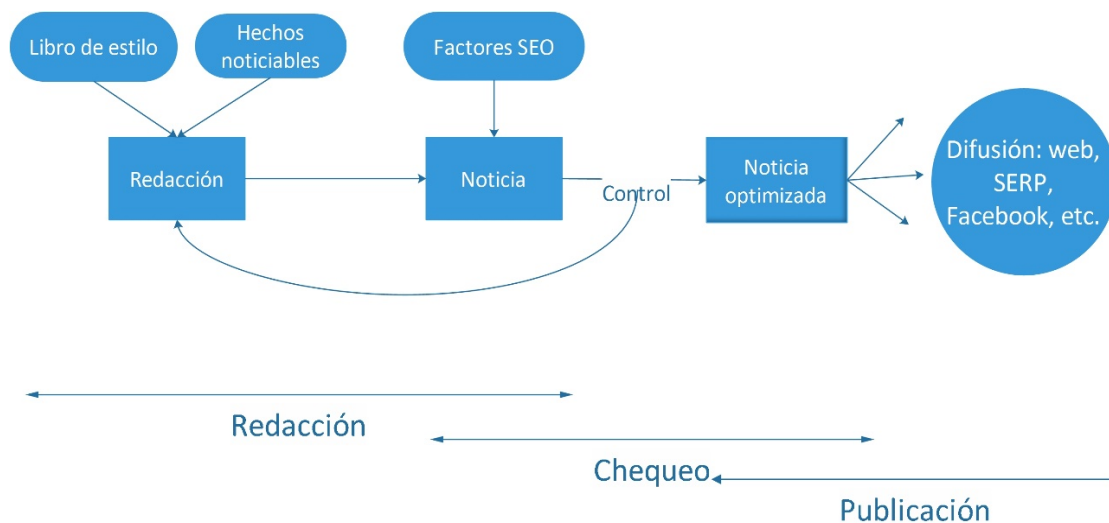 Libro de estilo
Hechos
noticiables
Factores SEO
Redacción
Noticia
Control
Noticia
optimizada
Difusión: web,
SERP,
Facebook, etc.
Redacción
Chequeo
Publicación